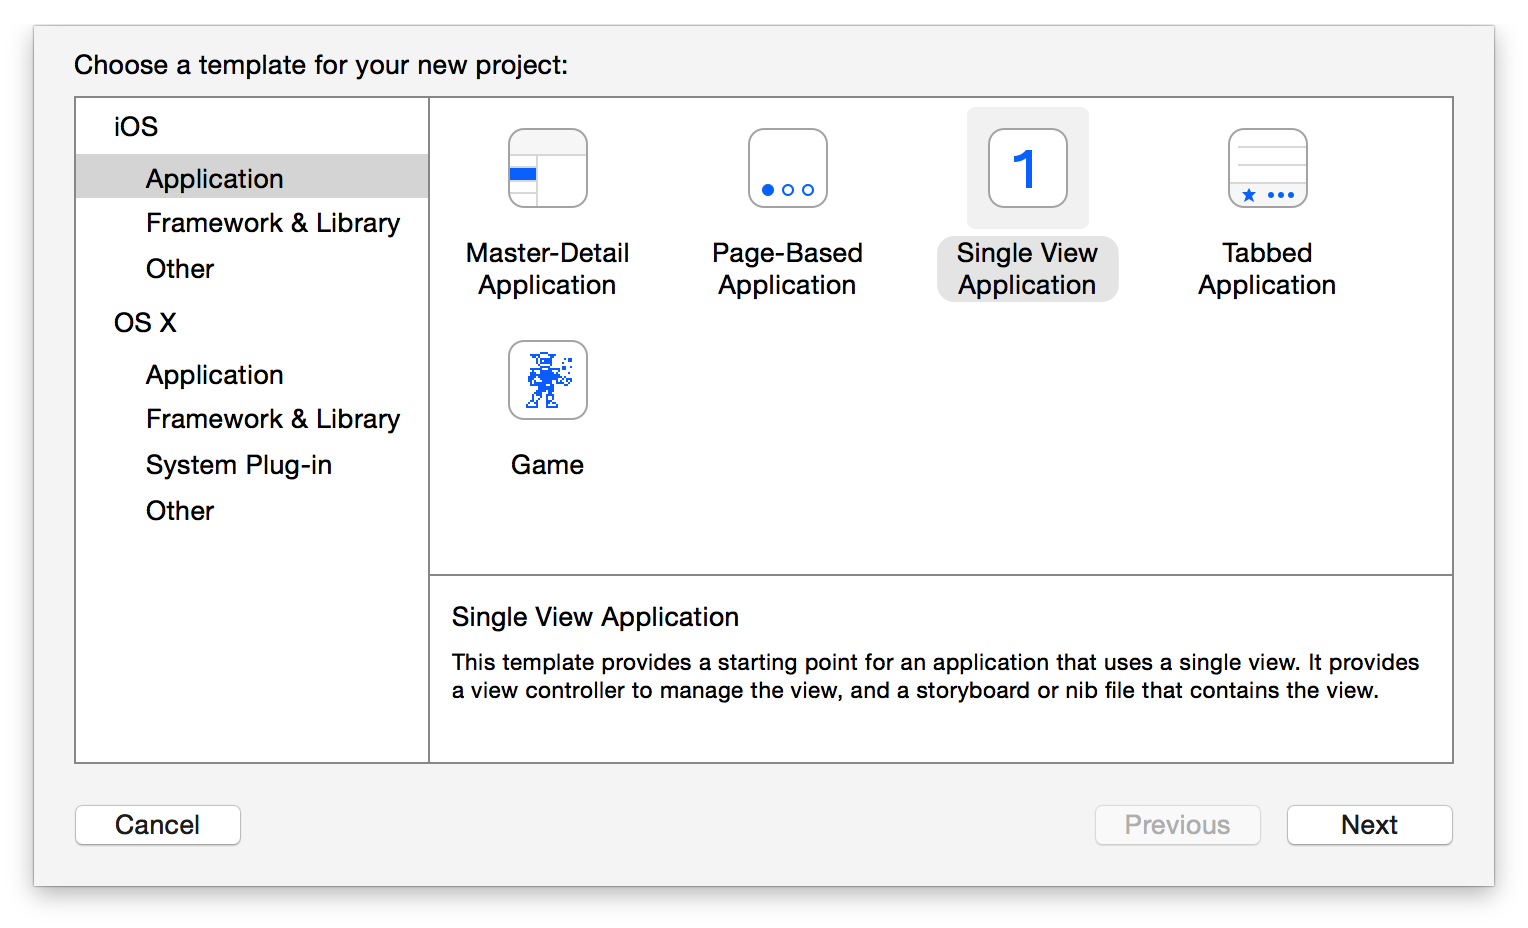 Choose a template for your new project:
iOS
Application
Framework & Library
Other
OS X
Application
Framework & Library
System Plug-in
Other
Master-Detail
Application
Page-Based
Application
1
Single View
Application
Tabbed
Application
Game
Single View Application
This template provides a starting point for an application that uses a single view. It provides
a view controller to manage the view, and a storyboard or nib file that contains the view.
Cancel
Previous
Next